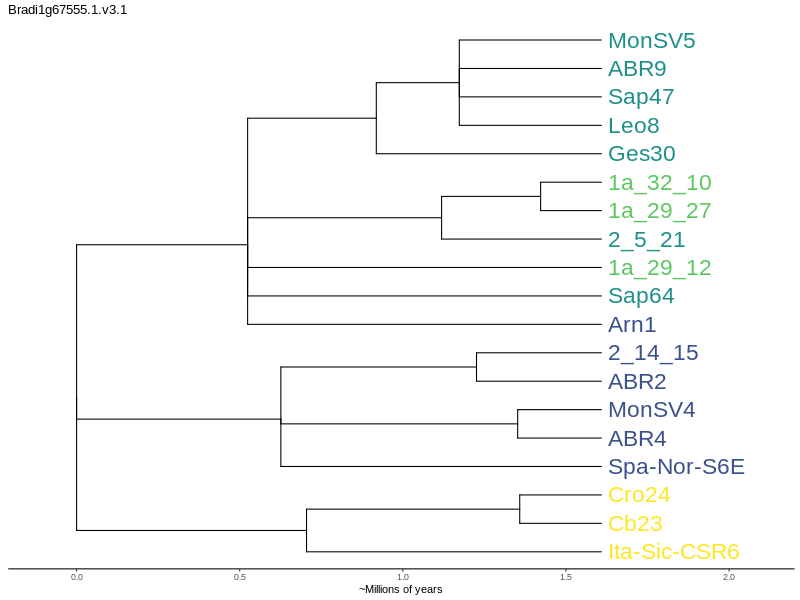 Bradi1g67555.1.v3.1
MonSV5
ABR9
Sap47
Leo8
Ges30
1a_32_10
1a_29_27
2_5_21
1a_29_12
Sap64
Arn1
2_14_15
ABR2
MonSV4
ABR4
Spa-Nor-S6E
Cro24
Cb23
Ita-Sic-CSR6
0.0 0.5 1.0 1.5 2.0
~Millions of years